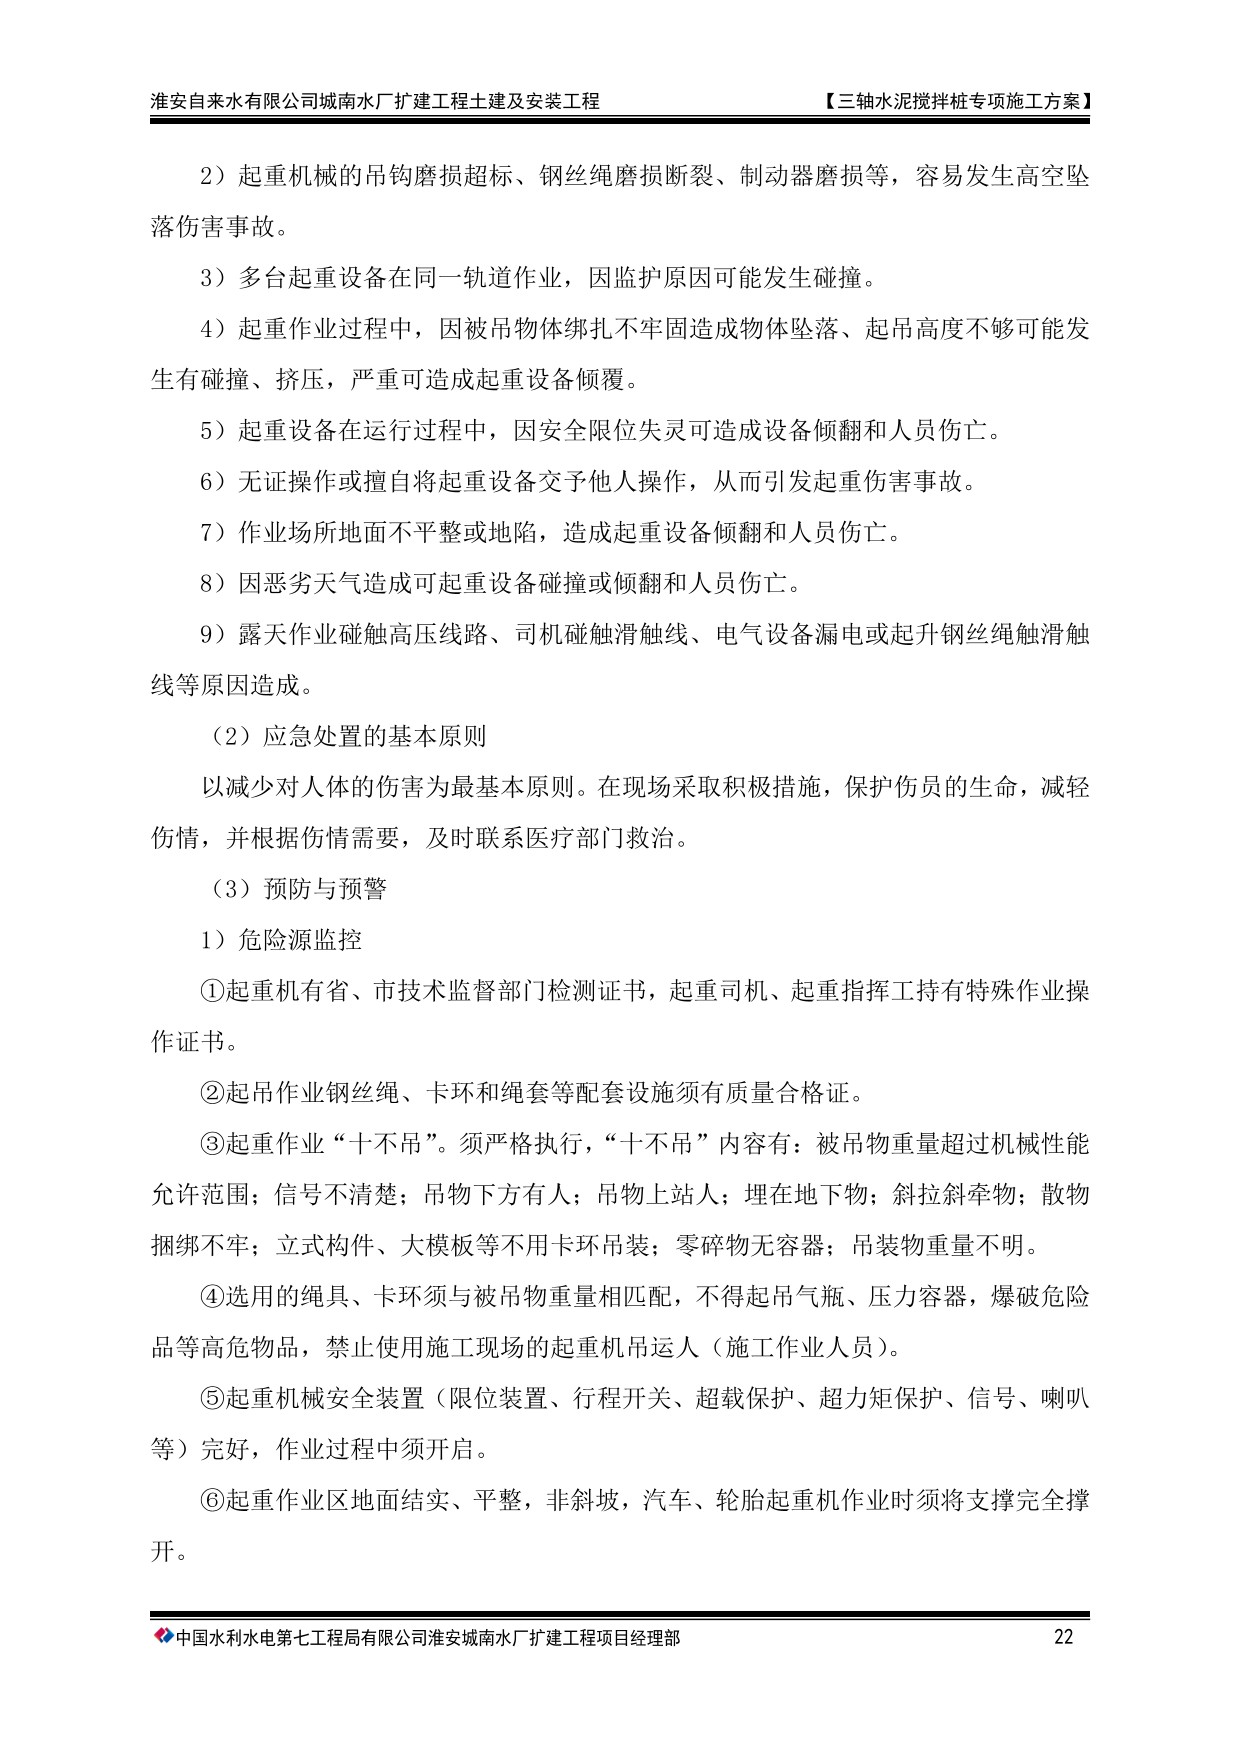 淮安自来水有限公司城南水厂扩建工程土建及安装工程 【三轴水泥搅拌桩专项施工方案】
2）起重机械的吊钩磨损超标、钢丝绳磨损断裂、制动器磨损等，容易发生高空坠
落伤害事故。
3）多台起重设备在同一轨道作业，因监护原因可能发生碰撞。
4）起重作业过程中，因被吊物体绑扎不牢固造成物体坠落、起吊高度不够可能发
生有碰撞、挤压，严重可造成起重设备倾覆。
5）起重设备在运行过程中，因安全限位失灵可造成设备倾翻和人员伤亡。
6）无证操作或擅自将起重设备交予他人操作，从而引发起重伤害事故。
7）作业场所地面不平整或地陷，造成起重设备倾翻和人员伤亡。
8）因恶劣天气造成可起重设备碰撞或倾翻和人员伤亡。
9）露天作业碰触高压线路、司机碰触滑触线、电气设备漏电或起升钢丝绳触滑触
线等原因造成。
（2）应急处置的基本原则
以减少对人体的伤害为最基本原则。在现场采取积极措施，保护伤员的生命，减轻
伤情，并根据伤情需要，及时联系医疗部门救治。
（3）预防与预警
1）危险源监控
①起重机有省、市技术监督部门检测证书，起重司机、起重指挥工持有特殊作业操
作证书。
②起吊作业钢丝绳、卡环和绳套等配套设施须有质量合格证。
③起重作业“十不吊”。须严格执行，“十不吊”内容有：被吊物重量超过机械性能
允许范围；信号不清楚；吊物下方有人；吊物上站人；埋在地下物；斜拉斜牵物；散物
捆绑不牢；立式构件、大模板等不用卡环吊装；零碎物无容器；吊装物重量不明。
④选用的绳具、卡环须与被吊物重量相匹配，不得起吊气瓶、压力容器，爆破危险
品等高危物品，禁止使用施工现场的起重机吊运人（施工作业人员）。
⑤起重机械安全装置（限位装置、行程开关、超载保护、超力矩保护、信号、喇叭
等）完好，作业过程中须开启。
⑥起重作业区地面结实、平整，非斜坡，汽车、轮胎起重机作业时须将支撑完全撑
开。
中国水利水电第七工程局有限公司淮安城南水厂扩建工程项目经理部 22